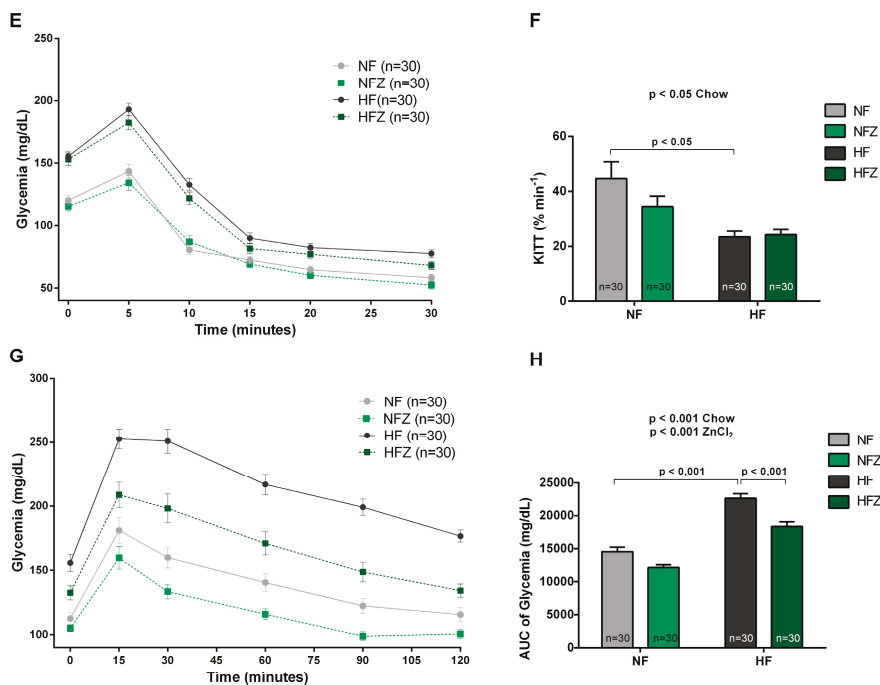 E
250
200
150
100
50
0
5
10
15
20
25
30
Glycemia (mg/dL)
Time (minutes)
NF (n=30)
NFZ (n=30)
HF(n=30)
HFZ (n=30)
F
p < 0.05 Chow
p < 0.05
60
40
20
0
KITT (% min⁻¹)
n=30
n=30
n=30
n=30
NF
HF
NF
NFZ
HF
HFZ
G
300
250
200
150
100
0
15
30
45
60
75
90
105
120
Glycemia (mg/dL)
Time (minutes)
NF (n=30)
NFZ(n=30)
HF (n=30)
HFZ (n=30)
H
p < 0.001 Chow
p < 0.001 ZnCl₂
p < 0.001
p < 0.001
25000
20000
15000
10000
5000
0
AUC of Glycemia (mg/dL)
n=30
n=30
n=30
n=30
NF
HF
NF
NFZ
HF
HFZ